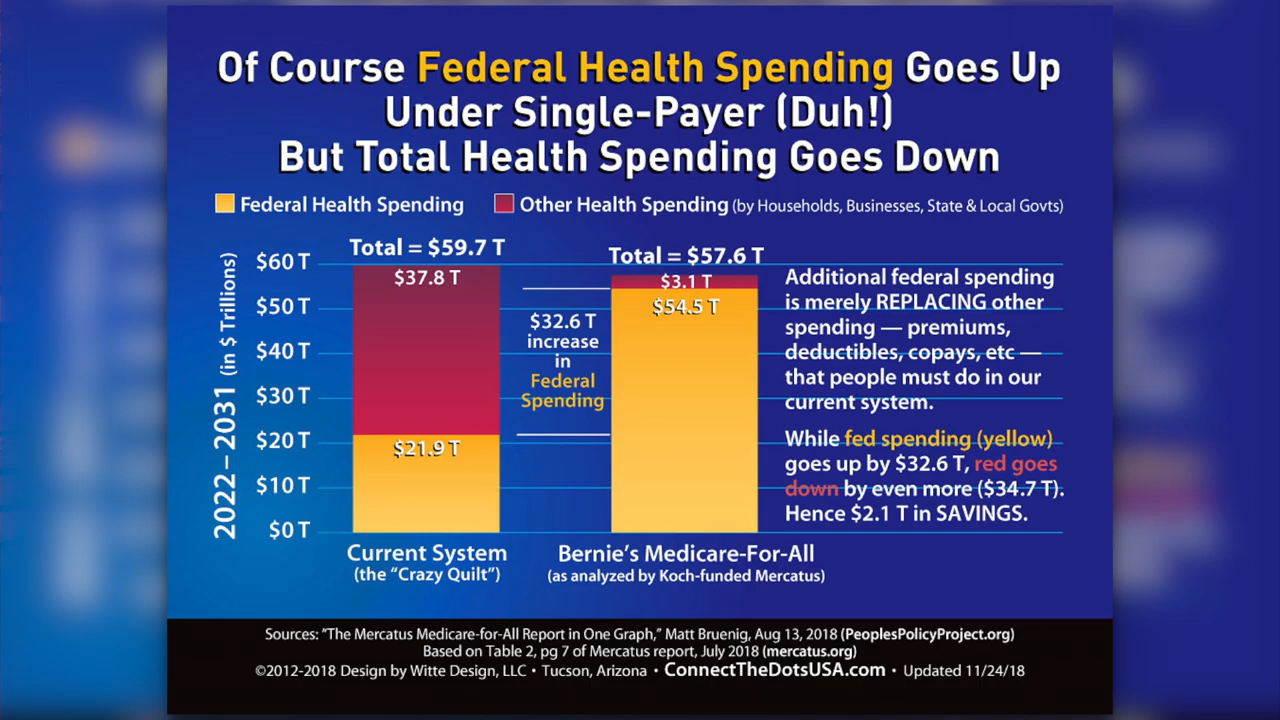 Of Course Federal Health Spending Goes Up
Under Single-Payer (Duh!)
But Total Health Spending Goes Down
Federal Health Spending
Other Health Spending (by Households, Businesses, State & Local Govts)
2022–2031 (in $ Trillions)
$60 T
$50 T
$40 T
$30 T
$20 T
$10 T
$0 T
Total = $59.7 T
$37.8 T
$21.9 T
Current System
(the “Crazy Quilt”)
$32.6 T
increase
in
Federal
Spending
Total = $57.6 T
$3.1 T
$54.5 T
Bernie’s Medicare-For-All
(as analyzed by Koch-funded Mercatus)
Additional federal spending
is merely REPLACING other
spending — premiums,
deductibles, copays, etc —
that people must do in our
current system.
While fed spending (yellow)
goes up by $32.6 T, red goes
down by even more ($34.7 T).
Hence $2.1 T in SAVINGS.
Sources: “The Mercatus Medicare-for-All Report in One Graph,” Matt Bruenig, Aug 13, 2018 (PeoplesPolicyProject.org)
Based on Table 2, pg 7 of Mercatus report, July 2018 (mercatus.org)
©2012-2018 Design by Witte Design, LLC • Tucson, Arizona • ConnectTheDotsUSA.com • Updated 11/24/18